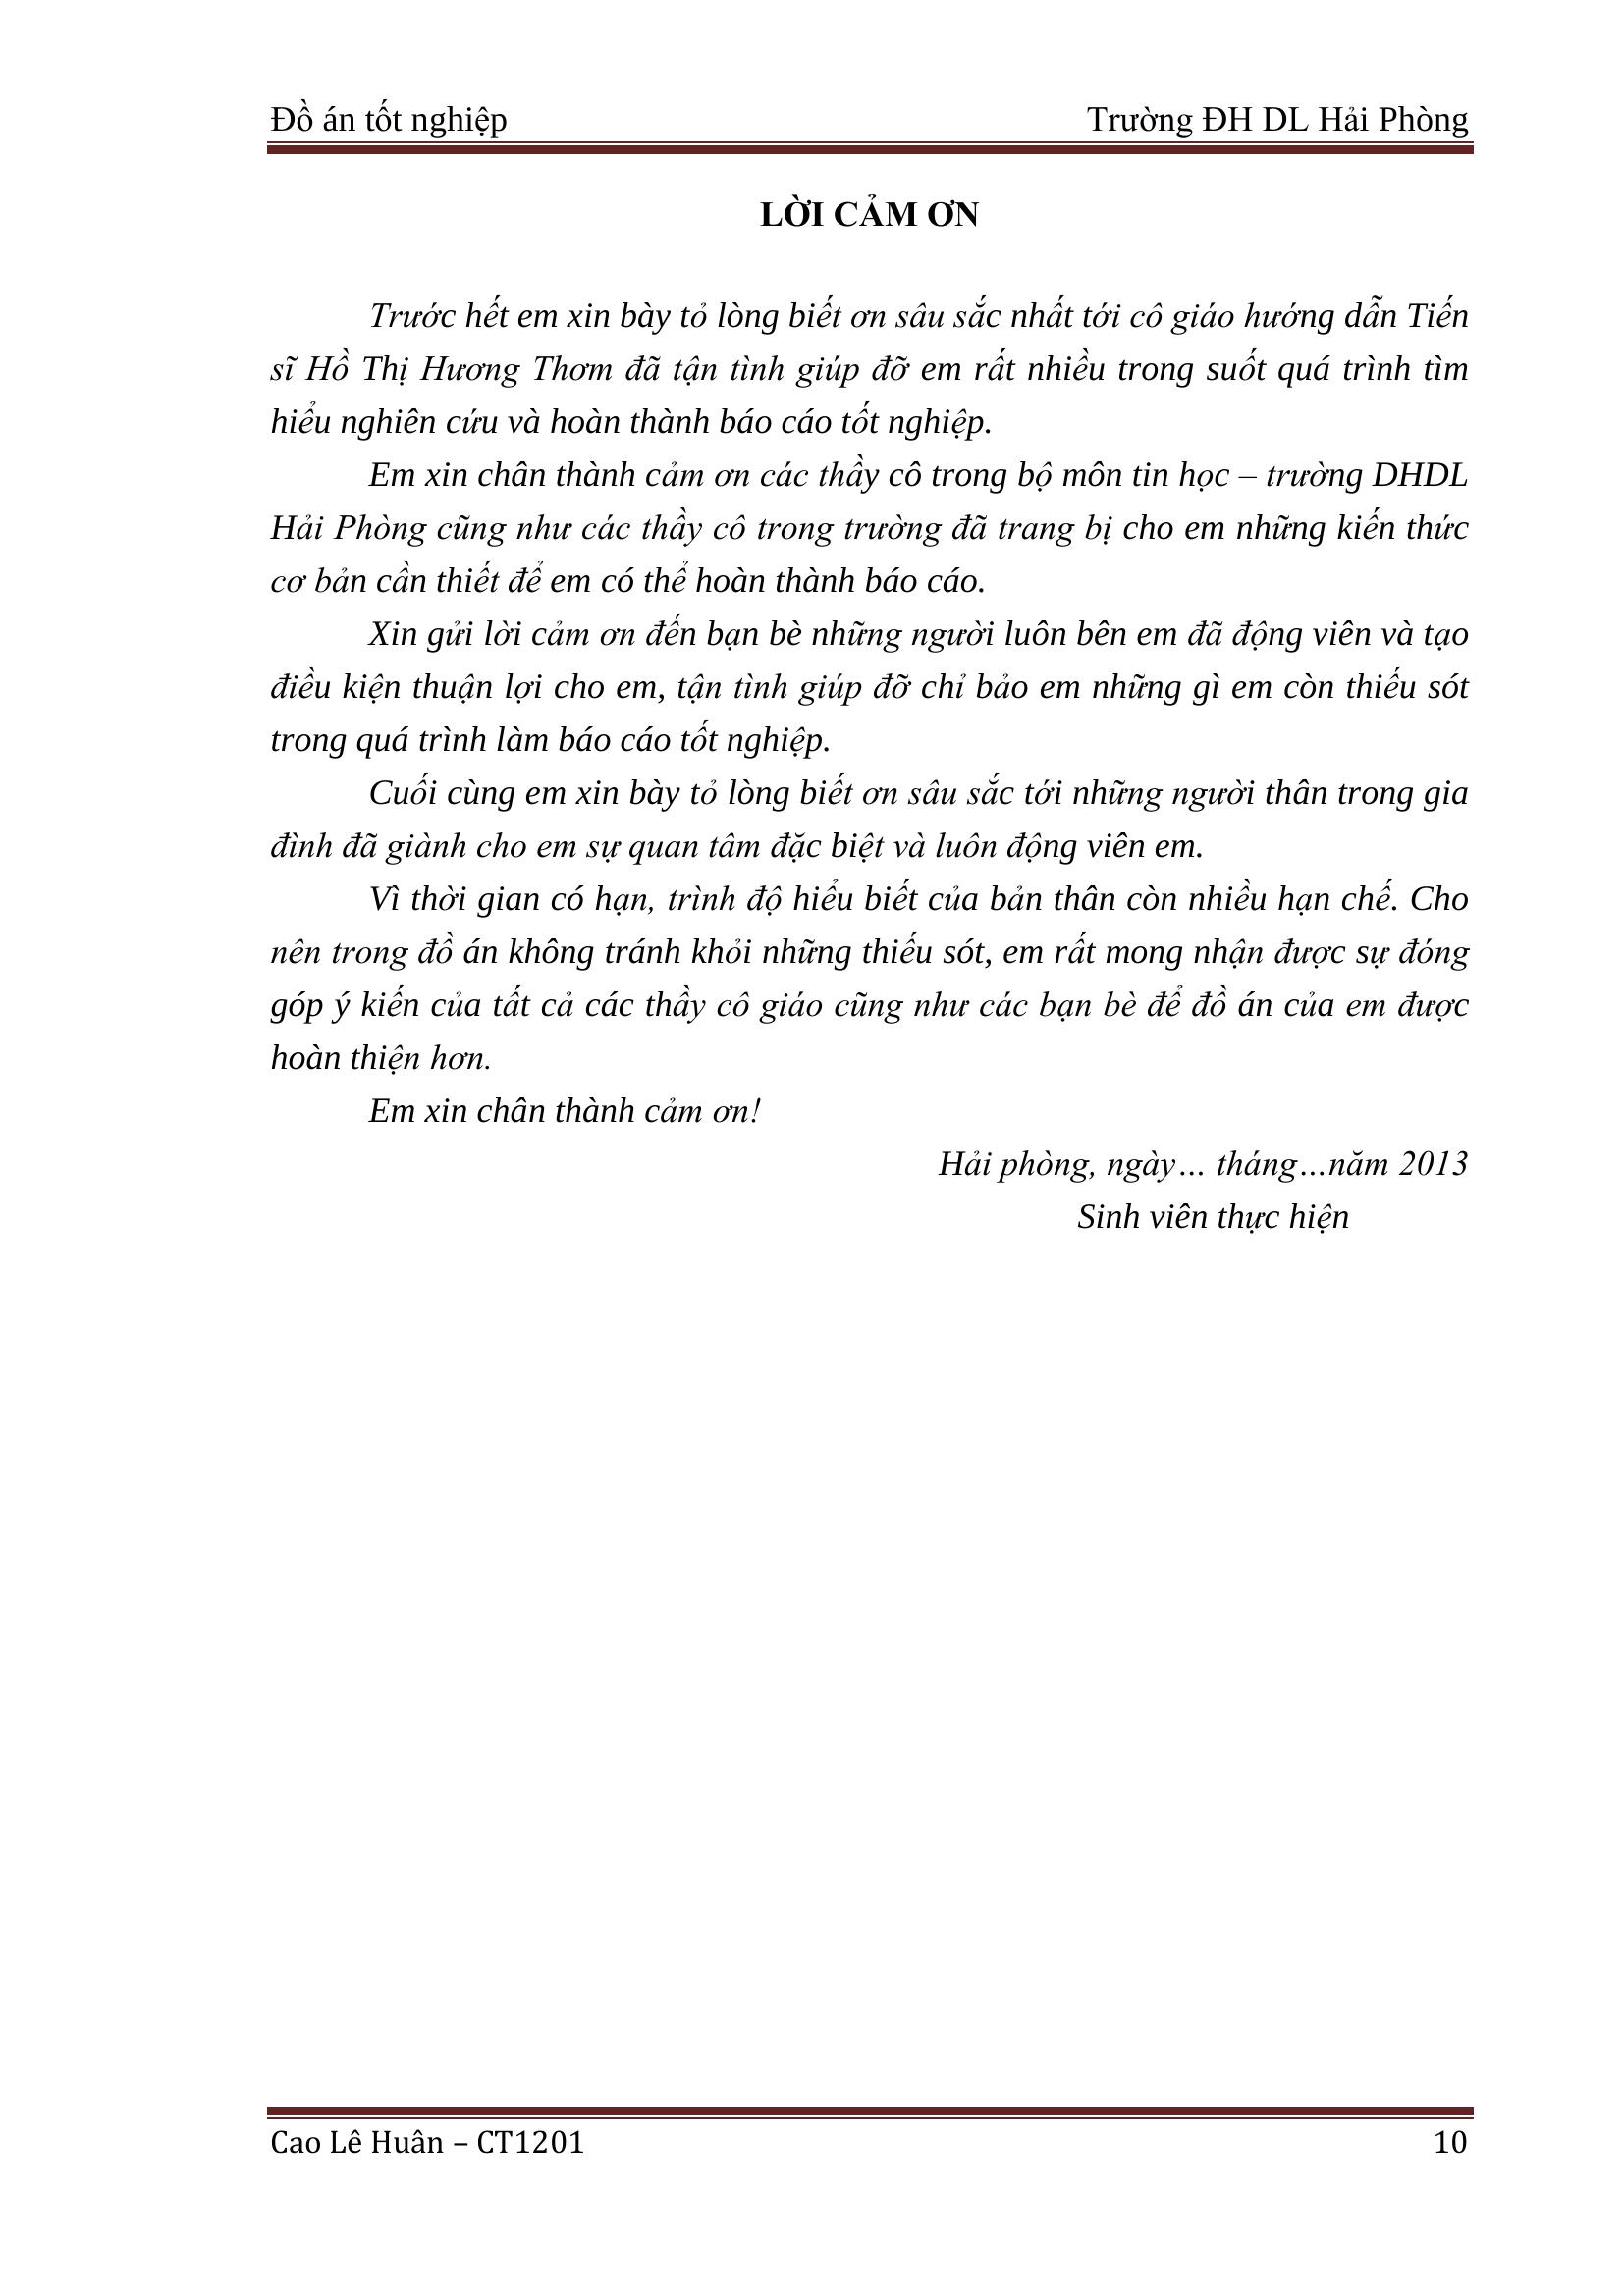 Đồ án tốt nghiệp Trường ĐH DL Hải Phòng
LỜI CẢM ƠN
Trước hết em xin bày tỏ lòng biết ơn sâu sắc nhất tới cô giáo hướng dẫn Tiến
sĩ Hồ Thị Hương Thơm đã tận tình giúp đỡ em rất nhiều trong suốt quá trình tìm
hiểu nghiên cứu và hoàn thành báo cáo tốt nghiệp.
Em xin chân thành cảm ơn các thầy cô trong bộ môn tin học – trường DHDL
Hải Phòng cũng như các thầy cô trong trường đã trang bị cho em những kiến thức
cơ bản cần thiết để em có thể hoàn thành báo cáo.
Xin gửi lời cảm ơn đến bạn bè những người luôn bên em đã động viên và tạo
điều kiện thuận lợi cho em, tận tình giúp đỡ chỉ bảo em những gì em còn thiếu sót
trong quá trình làm báo cáo tốt nghiệp.
Cuối cùng em xin bày tỏ lòng biết ơn sâu sắc tới những người thân trong gia
đình đã giành cho em sự quan tâm đặc biệt và luôn động viên em.
Vì thời gian có hạn, trình độ hiểu biết của bản thân còn nhiều hạn chế. Cho
nên trong đồ án không tránh khỏi những thiếu sót, em rất mong nhận được sự đóng
góp ý kiến của tất cả các thầy cô giáo cũng như các bạn bè để đồ án của em được
hoàn thiện hơn.
Em xin chân thành cảm ơn!
Hải phòng, ngày… tháng…năm 2013
Sinh viên thực hiện
Cao Lê Huân – CT1201 10